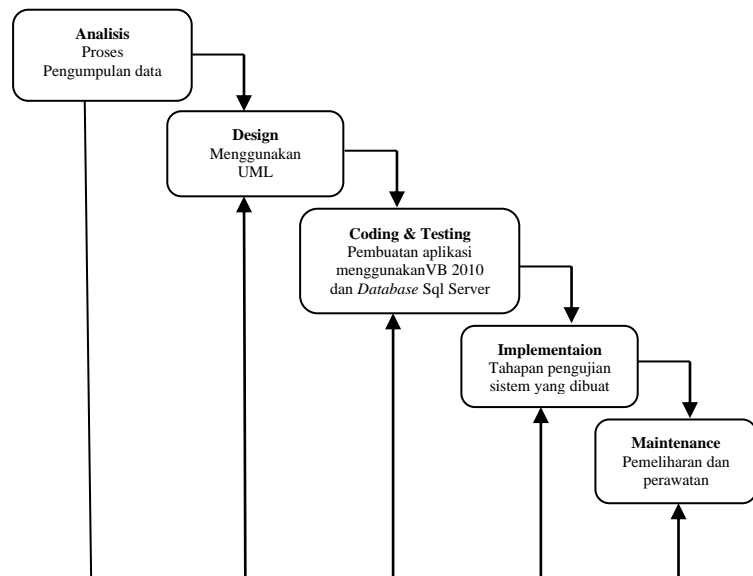 Analisis
Proses
Pengumpulan data
Design
Menggunakan
UML
Coding & Testing
Pembuatan aplikasi
menggunakanVB 2010
dan Database Sql Server
Implementaion
Tahapan pengujian
sistem yang dibuat
Maintenance
Pemeliharan dan
perawatan